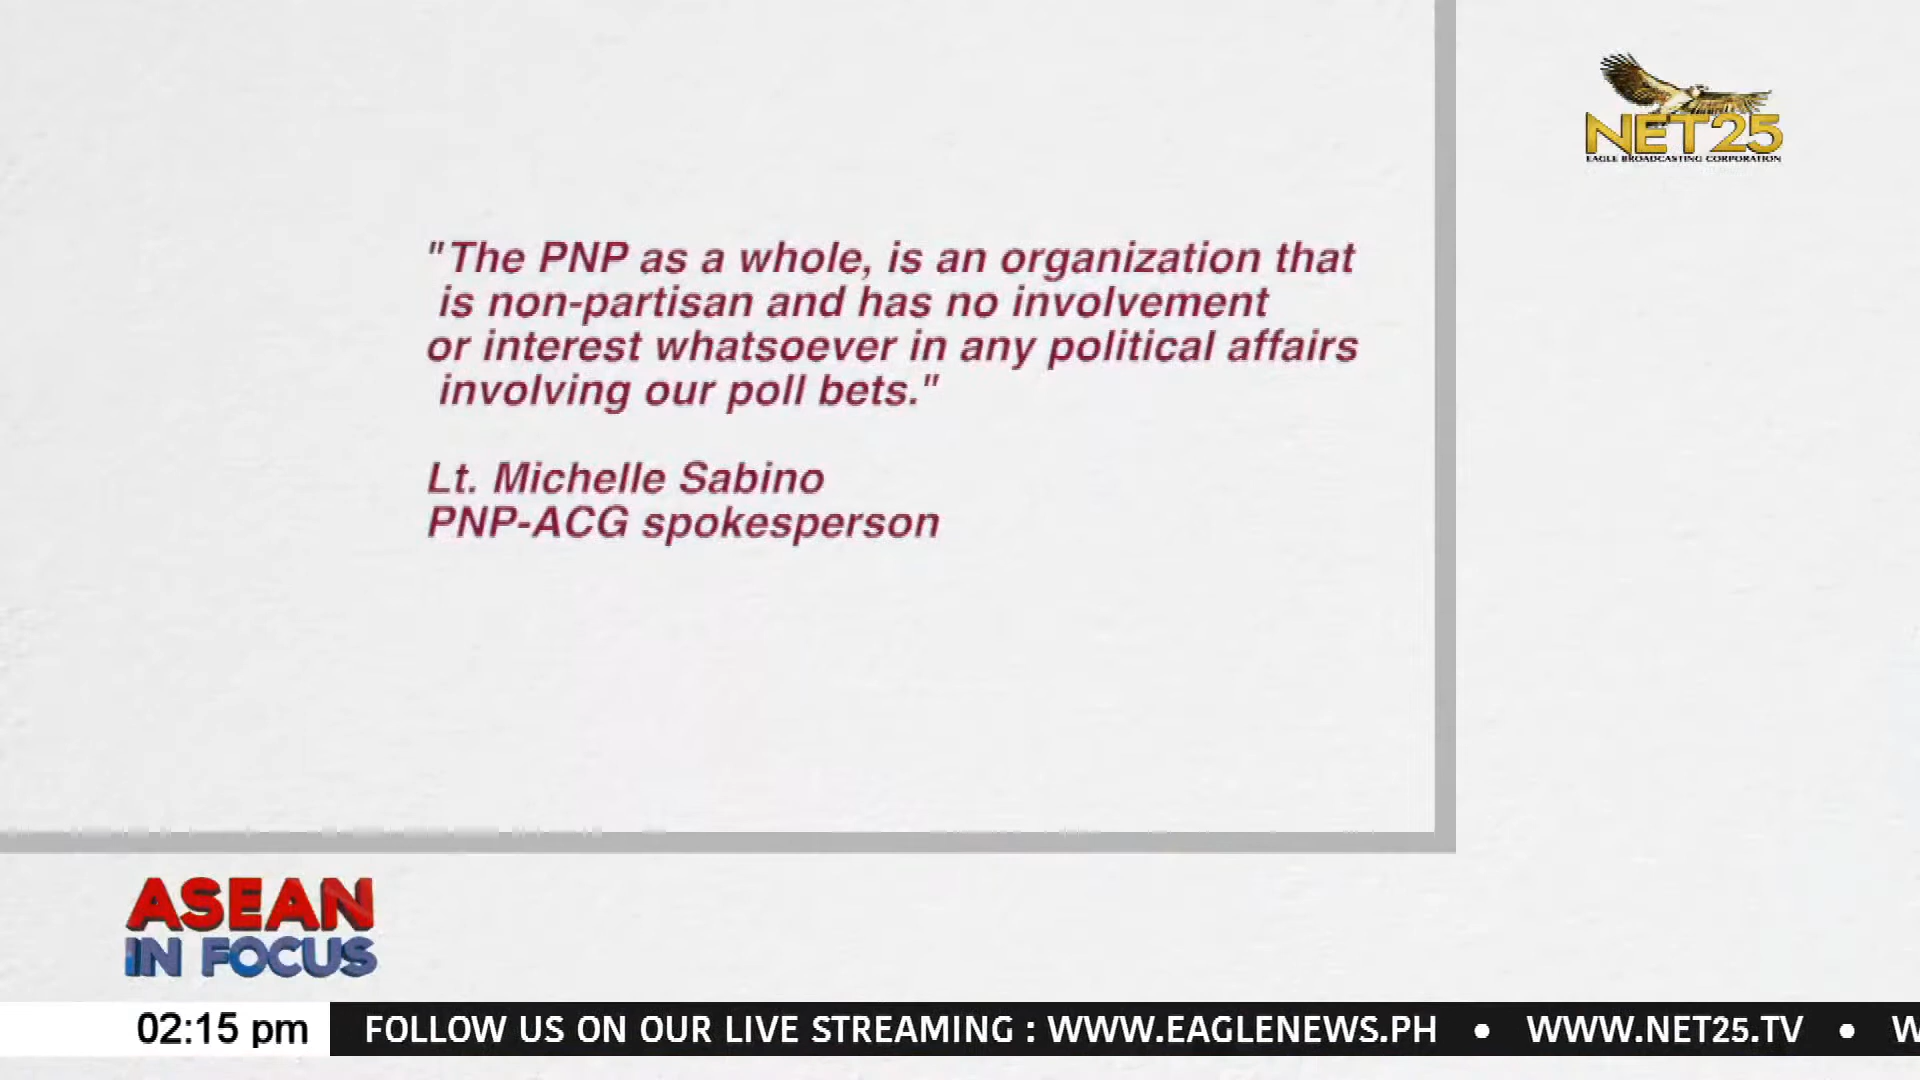 NET25
EAGLE BROADCASTING CORPORATION
"The PNP as a whole, is an organization that
is non-partisan and has no involvement
or interest whatsoever in any political affairs
involving our poll bets."
Lt. Michelle Sabino
PNP-ACG spokesperson
ASEAN
IN FOCUS
02:15 pm FOLLOW US ON OUR LIVE STREAMING : WWW.EAGLENEWS.PH • WWW.NET25.TV • W